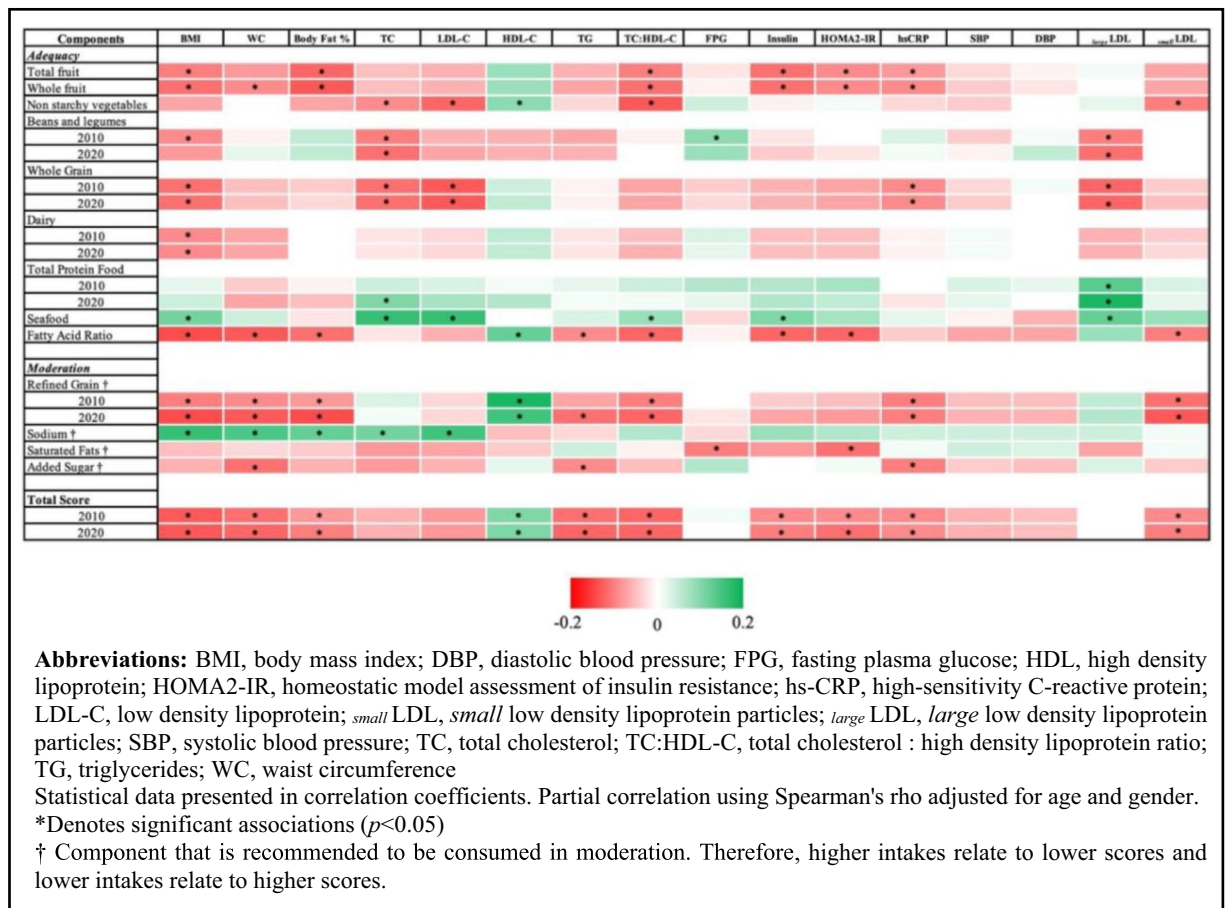 Components BMI WC Body Fat % TC LDL-C HDL-C TG TC:HDL-C FPG Insulin HOMA2-IR hsCRP SBP DBP large LDL small LDL
Adequacy
Total fruit * * * * * *
Whole fruit * * * * * * *
Non starchy vegetables * * * * *
Beans and legumes
2010 * * * *
2020 * *
Whole Grain
2010 * * * * *
2020 * * * * *
Dairy
2010 *
2020 *
Total Protein Food
2010 *
2020 * *
Seafood * * * * * *
Fatty Acid Ratio * * * * * * * * *
Moderation
Refined Grain †
2010 * * * * * * *
2020 * * * * * * * *
Sodium † * * * * *
Saturated Fats † * *
Added Sugar † * * *
Total Score
2010 * * * * * * * * * *
2020 * * * * * * * * * *
-0.2 0 0.2
Abbreviations: BMI, body mass index; DBP, diastolic blood pressure; FPG, fasting plasma glucose; HDL, high density
lipoprotein; HOMA2-IR, homeostatic model assessment of insulin resistance; hs-CRP, high-sensitivity C-reactive protein;
LDL-C, low density lipoprotein; small LDL, small low density lipoprotein particles; large LDL, large low density lipoprotein
particles; SBP, systolic blood pressure; TC, total cholesterol; TC:HDL-C, total cholesterol : high density lipoprotein ratio;
TG, triglycerides; WC, waist circumference
Statistical data presented in correlation coefficients. Partial correlation using Spearman's rho adjusted for age and gender.
*Denotes significant associations (p<0.05)
† Component that is recommended to be consumed in moderation. Therefore, higher intakes relate to lower scores and
lower intakes relate to higher scores.